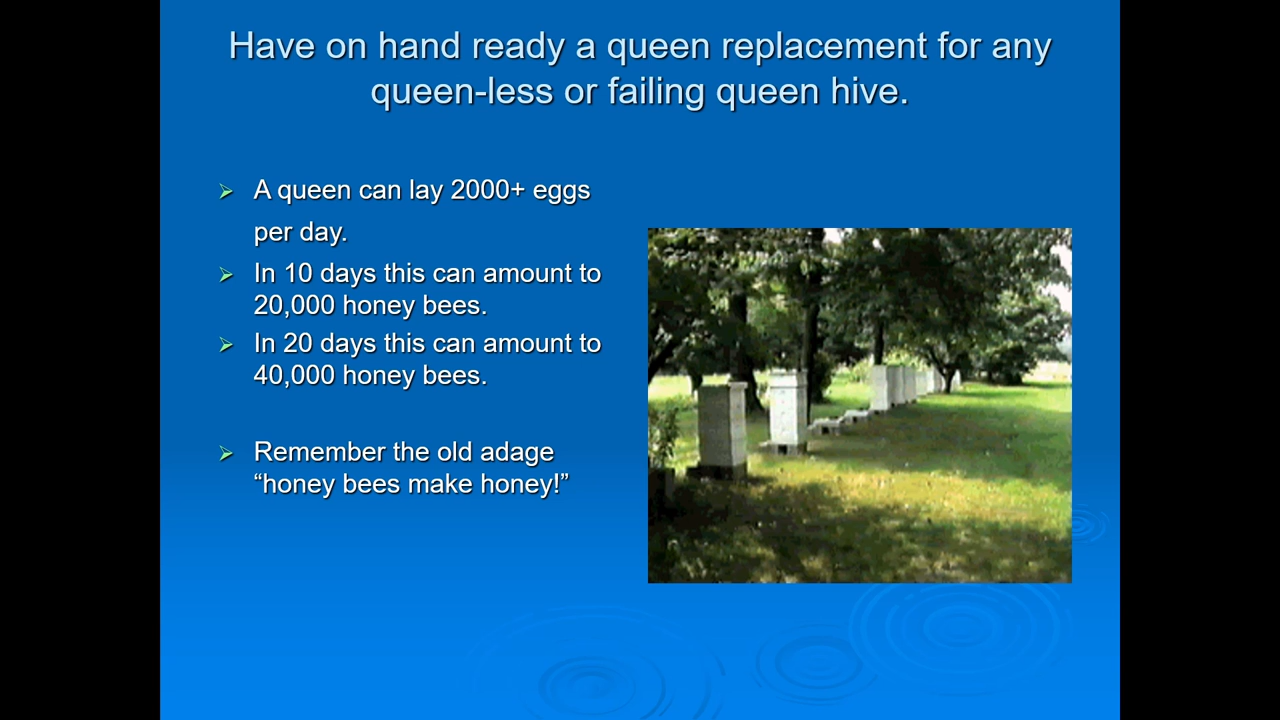 Have on hand ready a queen replacement for any
queen-less or failing queen hive.
A queen can lay 2000+ eggs
per day.
In 10 days this can amount to
20,000 honey bees.
In 20 days this can amount to
40,000 honey bees.
Remember the old adage
“honey bees make honey!”